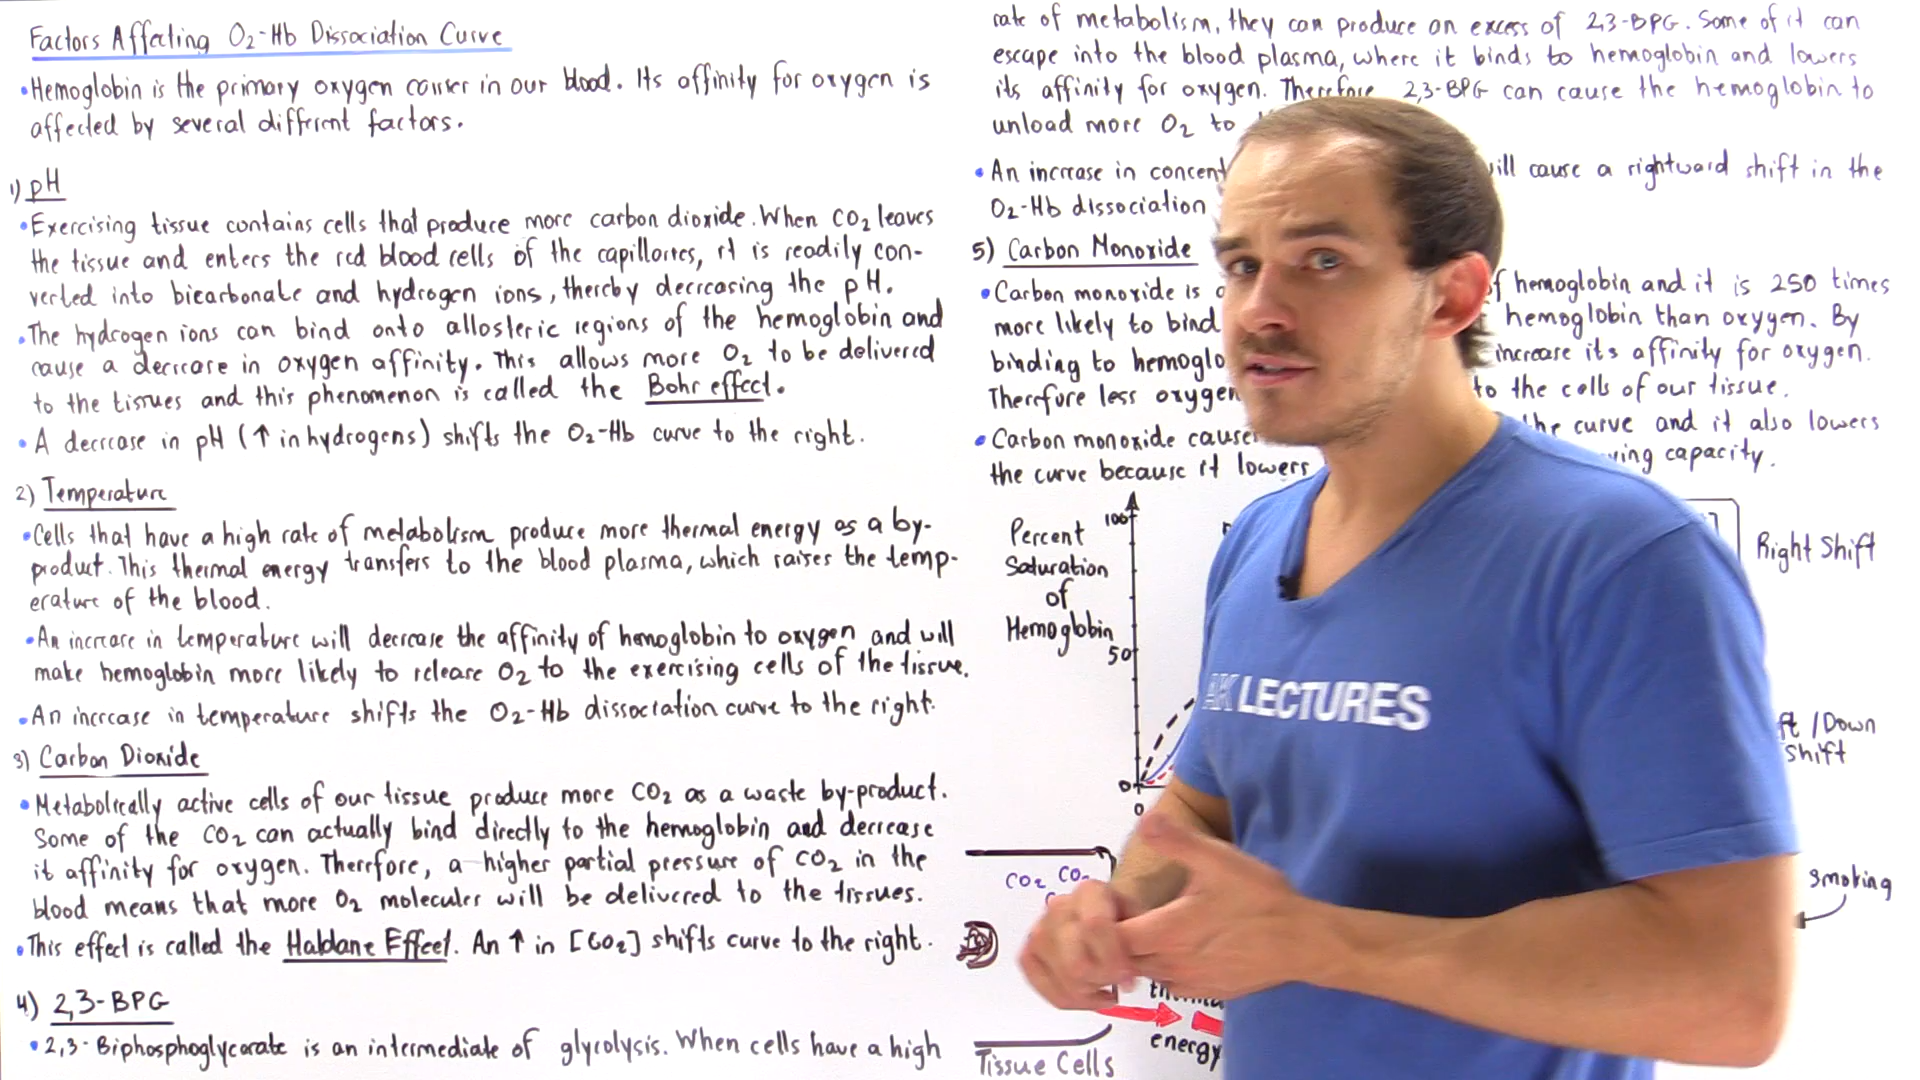 Factors Affecting O2-Hb Dissociation Curve
• Hemoglobin is the primary oxygen carrier in our blood. Its affinity for oxygen is
affected by several different factors.
1) pH
• Exercising tissue contains cells that produce more carbon dioxide. When CO2 leaves
the tissue and enters the red blood cells of the capillaries, it is readily con-
verted into bicarbonate and hydrogen ions, thereby decreasing the pH.
• The hydrogen ions can bind onto allosteric regions of the hemoglobin and
cause a decrease in oxygen affinity. This allows more O2 to be delivered
to the tissues and this phenomenon is called the Bohr effect.
• A decrease in pH (↑ in hydrogens) shifts the O2-Hb curve to the right.
2) Temperature
• Cells that have a high rate of metabolism produce more thermal energy as a by-
product. This thermal energy transfers to the blood plasma, which raises the temp-
erature of the blood.
• An increase in temperature will decrease the affinity of hemoglobin to oxygen and will
make hemoglobin more likely to release O2 to the exercising cells of the tissue.
• An increase in temperature shifts the O2-Hb dissociation curve to the right.
3) Carbon Dioxide
• Metabolically active cells of our tissue produce more CO2 as a waste by-product.
Some of the CO2 can actually bind directly to the hemoglobin and decrease
it affinity for oxygen. Therefore, a higher partial pressure of CO2 in the
blood means that more O2 molecules will be delivered to the tissues.
• This effect is called the Haldane Effect. An ↑ in [CO2] shifts curve to the right.
4) 2,3-BPG
• 2,3-Biphosphoglycerate is an intermediate of glycolysis. When cells have a high
rate of metabolism, they can produce an excess of 2,3-BPG. Some of it can
escape into the blood plasma, where it binds to hemoglobin and lowers
its affinity for oxygen. Therefore 2,3-BPG can cause the hemoglobin to
unload more O2 to
• An increase in will cause a rightward shift in the
O2-Hb dissociation
5) Carbon Monoxide
• Carbon monoxide is of hemoglobin and it is 250 times
more likely to bind hemoglobin than oxygen. By
binding to increase its affinity for oxygen.
Therefore less oxygen to the cells of our tissue.
• Carbon monoxide the curve and it also lowers
the curve because it lowers capacity.
Percent
Saturation
of
Hemoglobin
100
50
0
0
Right Shift
/Down
Shift
AK LECTURES
CO2 CO2
smoking
thermal
energy
Tissue Cells